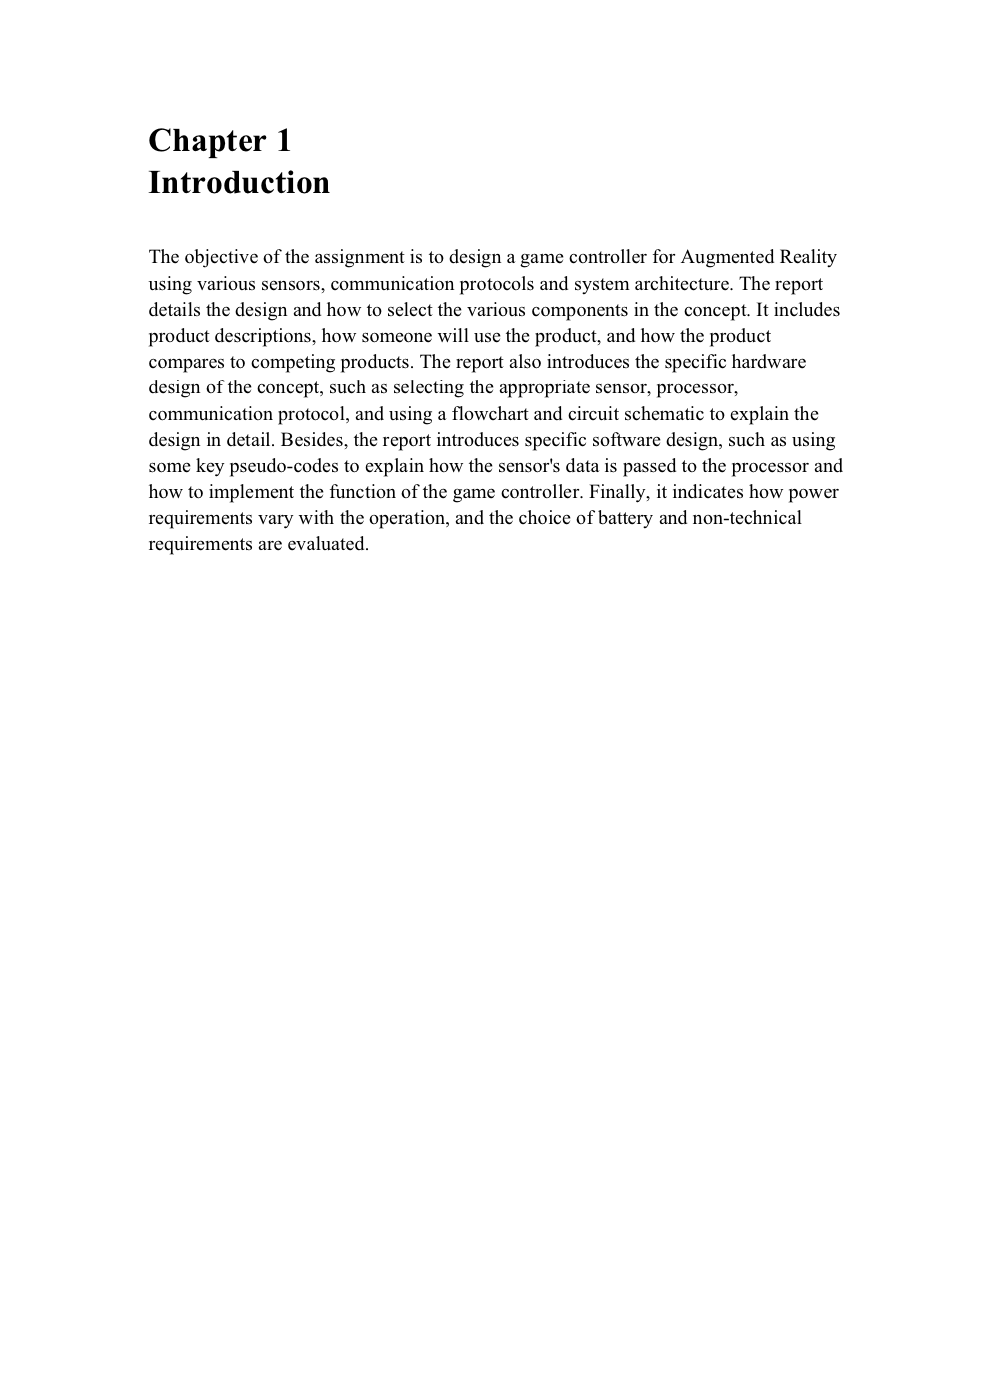 Chapter 1
Introduction
The objective of the assignment is to design a game controller for Augmented Reality
using various sensors, communication protocols and system architecture. The report
details the design and how to select the various components in the concept. It includes
product descriptions, how someone will use the product, and how the product
compares to competing products. The report also introduces the specific hardware
design of the concept, such as selecting the appropriate sensor, processor,
communication protocol, and using a flowchart and circuit schematic to explain the
design in detail. Besides, the report introduces specific software design, such as using
some key pseudo-codes to explain how the sensor's data is passed to the processor and
how to implement the function of the game controller. Finally, it indicates how power
requirements vary with the operation, and the choice of battery and non-technical
requirements are evaluated.